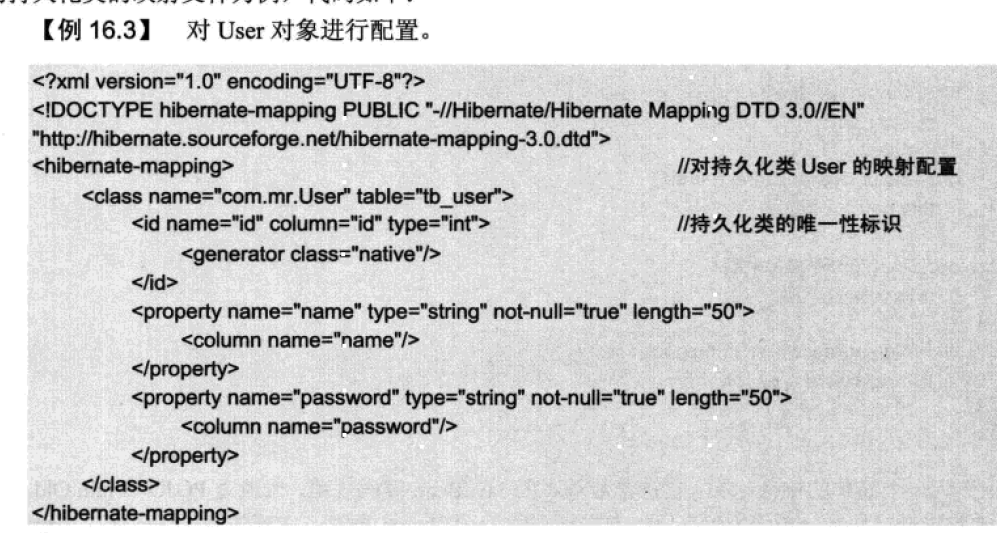 【例 16.3】 对 User 对象进行配置。
<?xml version="1.0" encoding="UTF-8"?>
<!DOCTYPE hibernate-mapping PUBLIC "-//Hibernate/Hibernate Mapping DTD 3.0//EN"
"http://hibernate.sourceforge.net/hibernate-mapping-3.0.dtd">
<hibernate-mapping> //对持久化类 User 的映射配置
<class name="com.mr.User" table="tb_user">
<id name="id" column="id" type="int"> //持久化类的唯一性标识
<generator class="native"/>
</id>
<property name="name" type="string" not-null="true" length="50">
<column name="name"/>
</property>
<property name="password" type="string" not-null="true" length="50">
<column name="password"/>
</property>
</class>
</hibernate-mapping>